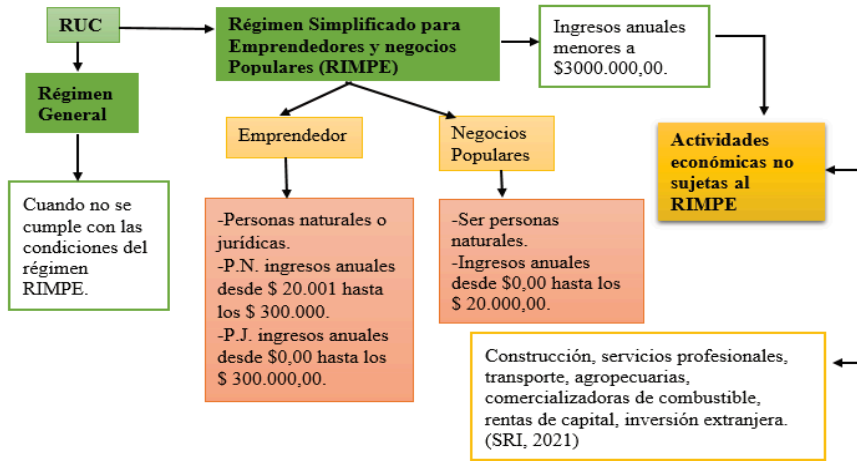 RUC
Régimen Simplificado para
Emprendedores y negocios
Populares (RIMPE)
Ingresos anuales
menores a
$3000.000,00.
Régimen
General
Emprendedor
Negocios
Populares
Actividades
económicas no
sujetas al
RIMPE
Cuando no se
cumple con las
condiciones del
régimen
RIMPE.
-Personas naturales o
jurídicas.
-P.N. ingresos anuales
desde $ 20.001 hasta
los $ 300.000.
-P.J. ingresos anuales
desde $0,00 hasta los
$ 300.000,00.
-Ser personas
naturales.
-Ingresos anuales
desde $0,00 hasta los
$ 20.000,00.
Construcción, servicios profesionales,
transporte, agropecuarias,
comercializadoras de combustible,
rentas de capital, inversión extranjera.
(SRI, 2021)